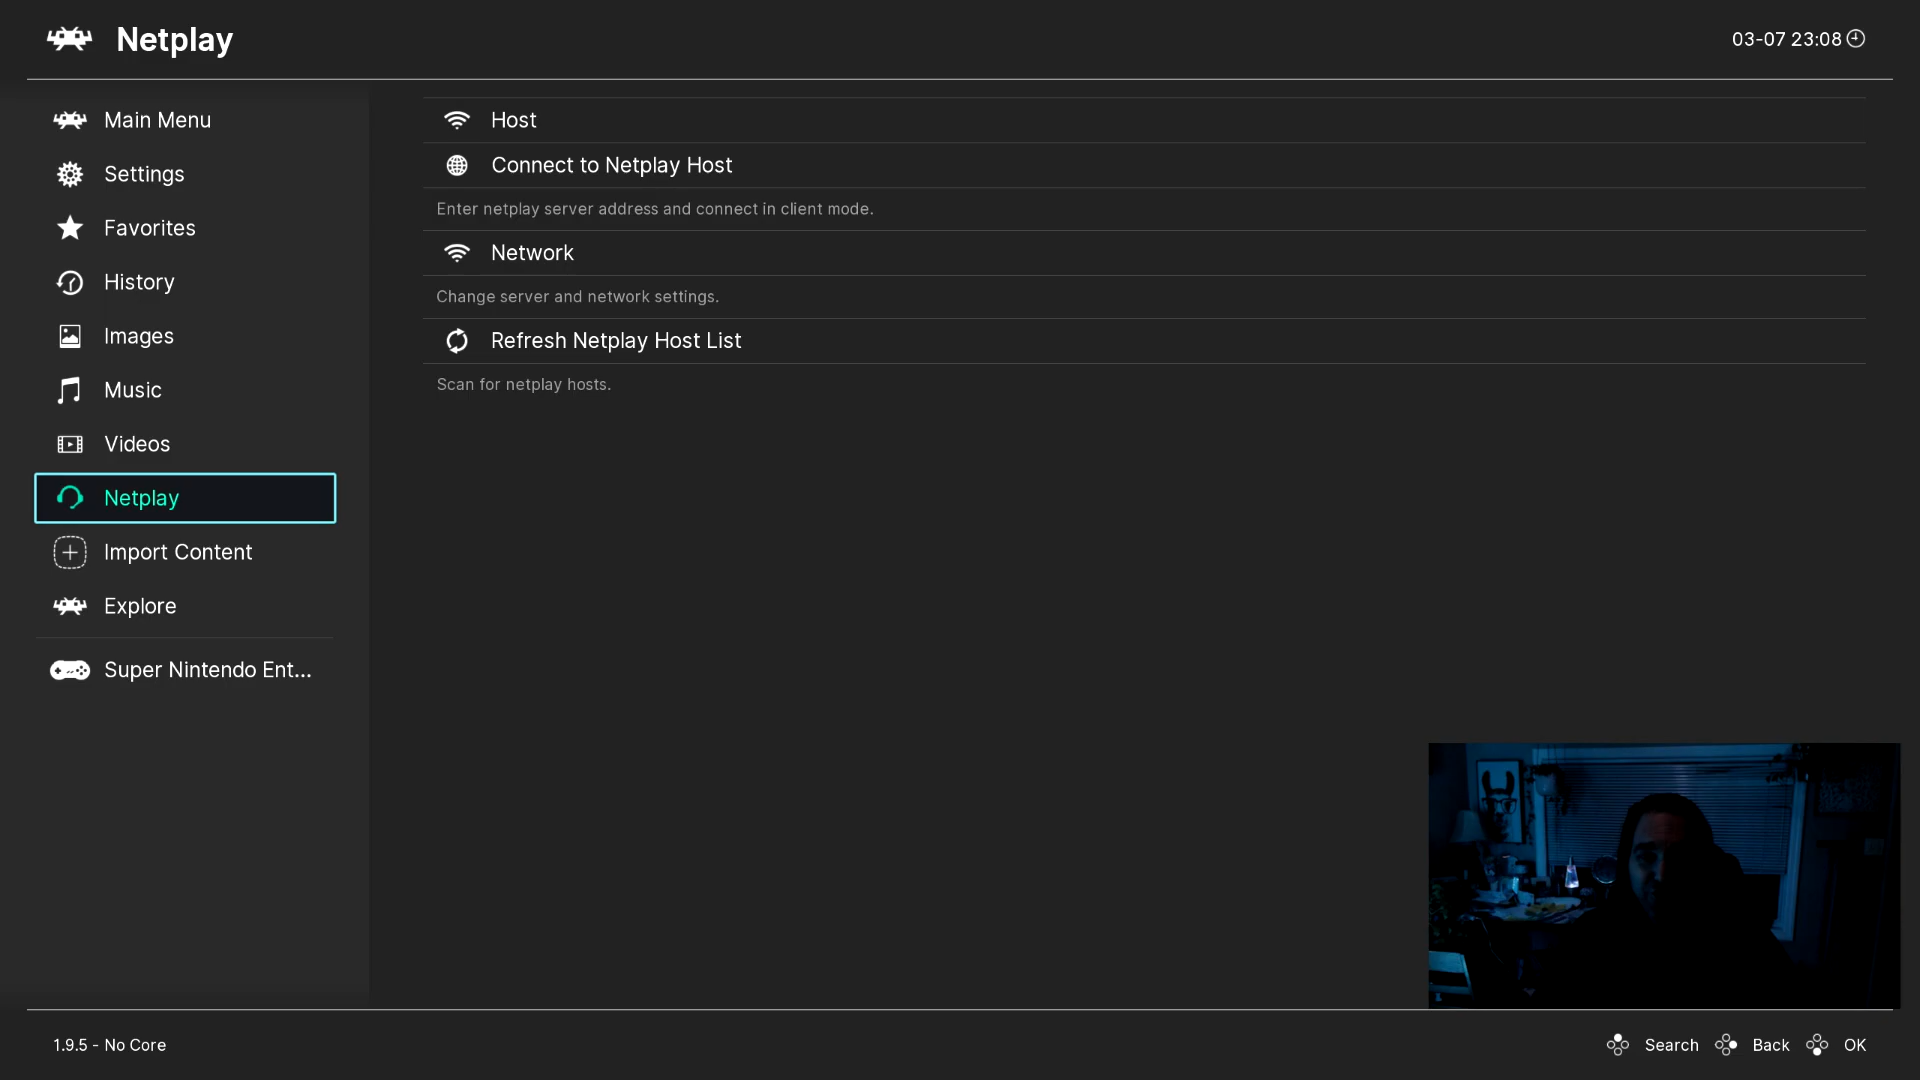 Netplay
03-07 23:08
Main Menu
Settings
Favorites
History
Images
Music
Videos
Netplay
Import Content
Explore
Super Nintendo Ent...
Host
Connect to Netplay Host
Enter netplay server address and connect in client mode.
Network
Change server and network settings.
Refresh Netplay Host List
Scan for netplay hosts.
1.9.5 - No Core
Search
Back
OK